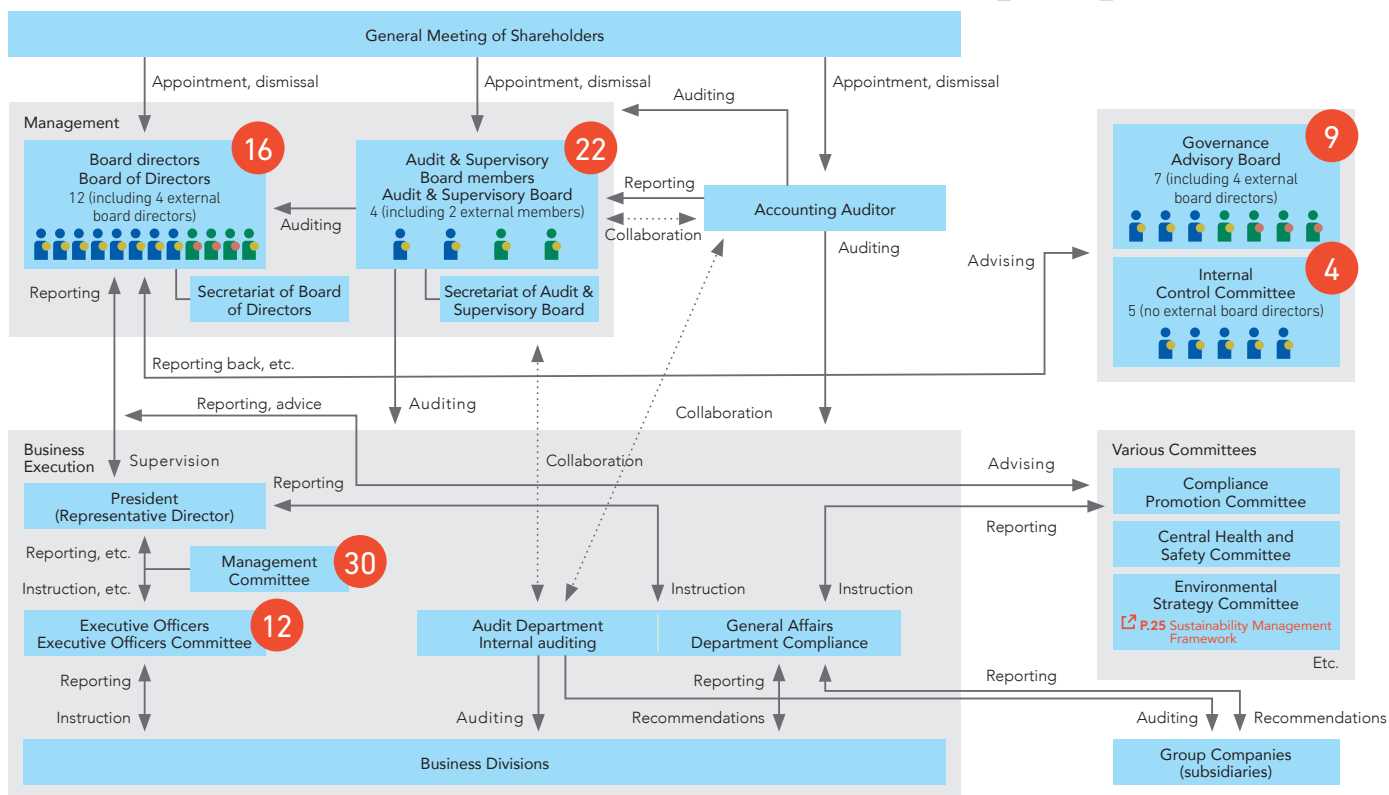 General Meeting of Shareholders
Appointment, dismissal
Appointment, dismissal
Appointment, dismissal
Auditing
Management
Board directors
Board of Directors
12 (including 4 external
board directors)
16
Audit & Supervisory
Board members
Audit & Supervisory Board
4 (including 2 external members)
22
Auditing
Reporting
Collaboration
Accounting Auditor
Auditing
Governance
Advisory Board
7 (including 4 external
board directors)
9
Advising
Internal
Control Committee
5 (no external board directors)
4
Reporting
Secretariat of Board
of Directors
Secretariat of Audit &
Supervisory Board
Reporting back, etc.
Reporting, advice
Auditing
Collaboration
Business
Execution
Supervision
Collaboration
Advising
Various Committees
Compliance
Promotion Committee
Reporting
President
(Representative Director)
Reporting
Central Health and
Safety Committee
Reporting, etc.
Management
Committee
30
Instruction, etc.
Instruction
Instruction
Environmental
Strategy Committee
P.25 Sustainability Management
Framework
Etc.
Executive Officers
Executive Officers Committee
12
Audit Department
Internal auditing
General Affairs
Department Compliance
Reporting
Reporting
Reporting
Instruction
Auditing
Recommendations
Auditing
Recommendations
Business Divisions
Group Companies
(subsidiaries)